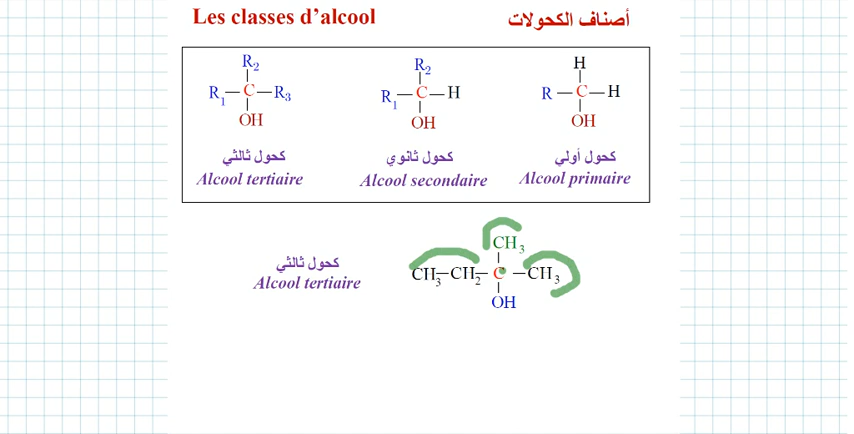 Les classes d'alcool
أصناف الكحولات
R2
R1—C—R3
OH
كحول ثالثي
Alcool tertiaire
R2
R1—C—H
OH
كحول ثانوي
Alcool secondaire
H
R—C—H
OH
كحول أولي
Alcool primaire
كحول ثالثي
Alcool tertiaire
CH3
CH3—CH2—C—CH3
OH